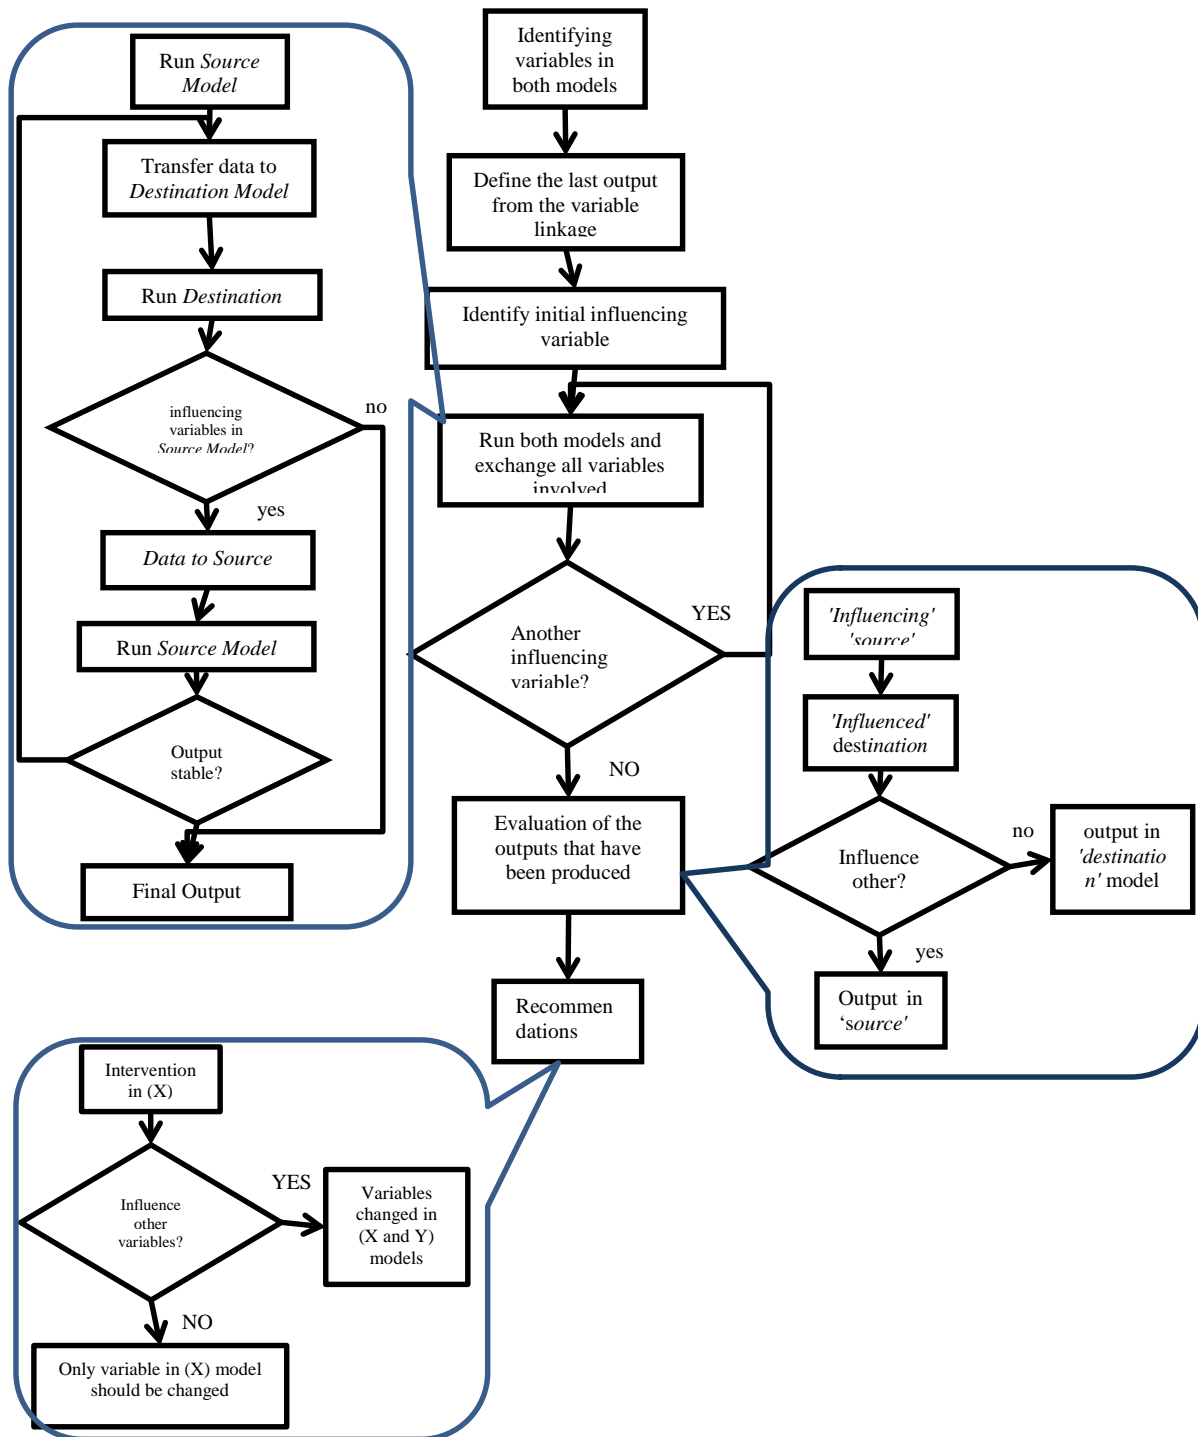 Run Source
Model
Transfer data to
Destination Model
Run Destination
influencing
variables in
Source Model?
no
yes
Data to Source
Run Source Model
Output
stable?
Final Output
Identifying
variables in
both models
Define the last output
from the variable
linkage
Identify initial influencing
variable
Run both models and
exchange all variables
involved
Another
influencing
variable?
YES
NO
Evaluation of the
outputs that have
been produced
Recommen
dations
'Influencing'
'source'
'Influenced'
destination
Influence
other?
no
output in
'destinatio
n' model
yes
Output in
‘source'
Intervention
in (X)
Influence
other
variables?
YES
Variables
changed in
(X and Y)
models
NO
Only variable in (X) model
should be changed